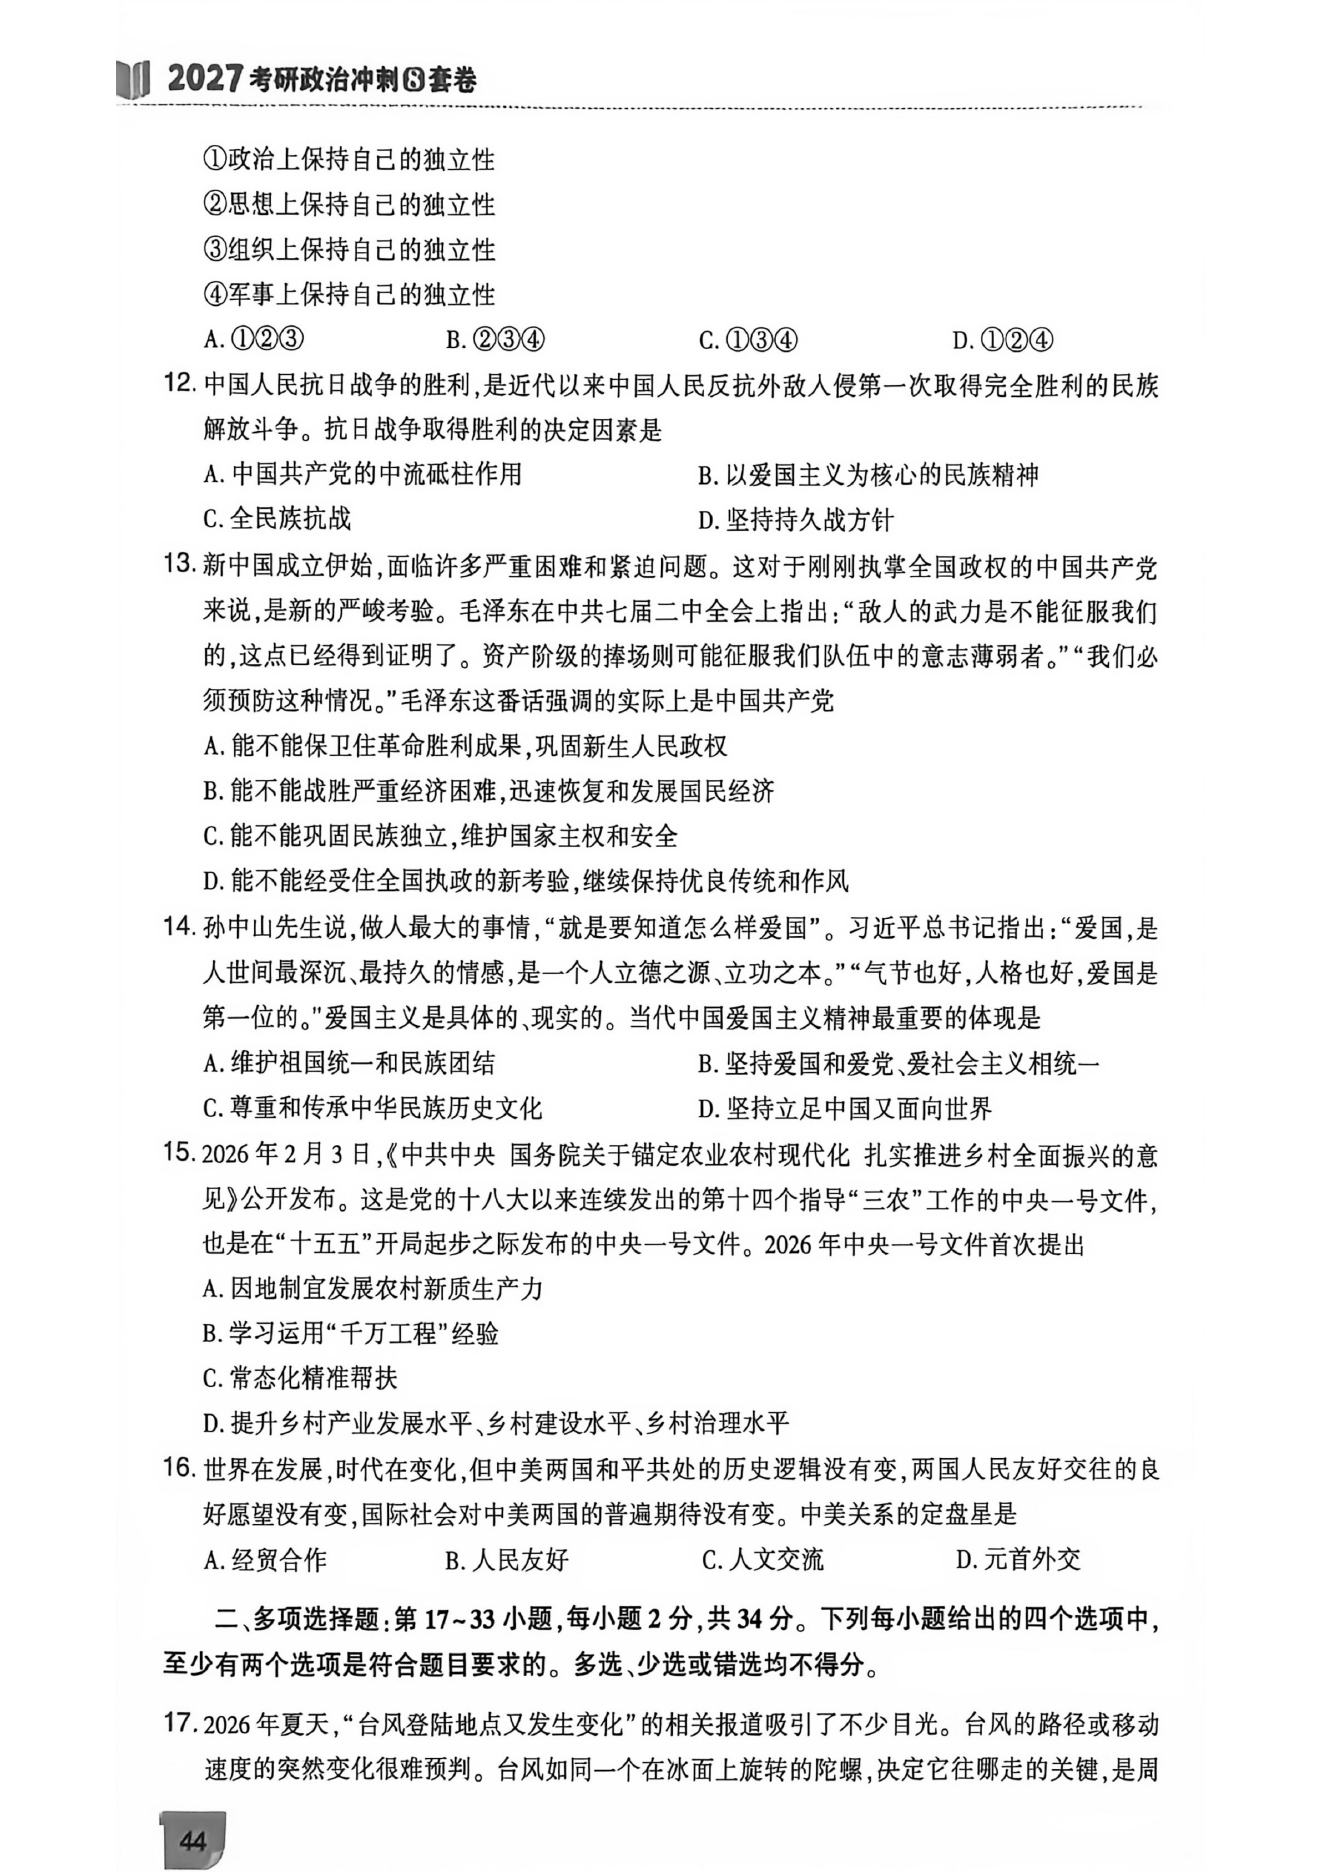 2027考研政治冲刺⑧套卷
①政治上保持自己的独立性
②思想上保持自己的独立性
③组织上保持自己的独立性
④军事上保持自己的独立性
A. ①②③ B. ②③④ C. ①③④ D. ①②④
12. 中国人民抗日战争的胜利,是近代以来中国人民反抗外敌入侵第一次取得完全胜利的民族
解放斗争。抗日战争取得胜利的决定因素是
A. 中国共产党的中流砥柱作用 B. 以爱国主义为核心的民族精神
C. 全民族抗战 D. 坚持持久战方针
13. 新中国成立伊始,面临许多严重困难和紧迫问题。这对于刚刚执掌全国政权的中国共产党
来说,是新的严峻考验。毛泽东在中共七届二中全会上指出:“敌人的武力是不能征服我们
的,这点已经得到证明了。资产阶级的捧场则可能征服我们队伍中的意志薄弱者。”“我们必
须预防这种情况。”毛泽东这番话强调的实际上是中国共产党
A. 能不能保卫住革命胜利成果,巩固新生人民政权
B. 能不能战胜严重经济困难,迅速恢复和发展国民经济
C. 能不能巩固民族独立,维护国家主权和安全
D. 能不能经受住全国执政的新考验,继续保持优良传统和作风
14. 孙中山先生说,做人最大的事情,“就是要知道怎么样爱国”。习近平总书记指出:“爱国,是
人世间最深沉、最持久的情感,是一个人立德之源、立功之本。”“气节也好,人格也好,爱国是
第一位的。”爱国主义是具体的、现实的。当代中国爱国主义精神最重要的体现是
A. 维护祖国统一和民族团结 B. 坚持爱国和爱党、爱社会主义相统一
C. 尊重和传承中华民族历史文化 D. 坚持立足中国又面向世界
15. 2026 年 2 月 3 日,《中共中央 国务院关于锚定农业农村现代化 扎实推进乡村全面振兴的意
见》公开发布。这是党的十八大以来连续发出的第十四个指导“三农”工作的中央一号文件,
也是在“十五五”开局起步之际发布的中央一号文件。2026 年中央一号文件首次提出
A. 因地制宜发展农村新质生产力
B. 学习运用“千万工程”经验
C. 常态化精准帮扶
D. 提升乡村产业发展水平、乡村建设水平、乡村治理水平
16. 世界在发展,时代在变化,但中美两国和平共处的历史逻辑没有变,两国人民友好交往的良
好愿望没有变,国际社会对中美两国的普遍期待没有变。中美关系的定盘星是
A. 经贸合作 B. 人民友好 C. 人文交流 D. 元首外交
二、多项选择题:第 17~33 小题,每小题 2 分,共 34 分。下列每小题给出的四个选项中,
至少有两个选项是符合题目要求的。多选、少选或错选均不得分。
17. 2026 年夏天,“台风登陆地点又发生变化”的相关报道吸引了不少目光。台风的路径或移动
速度的突然变化很难预判。台风如同一个在冰面上旋转的陀螺,决定它往哪走的关键,是周
44